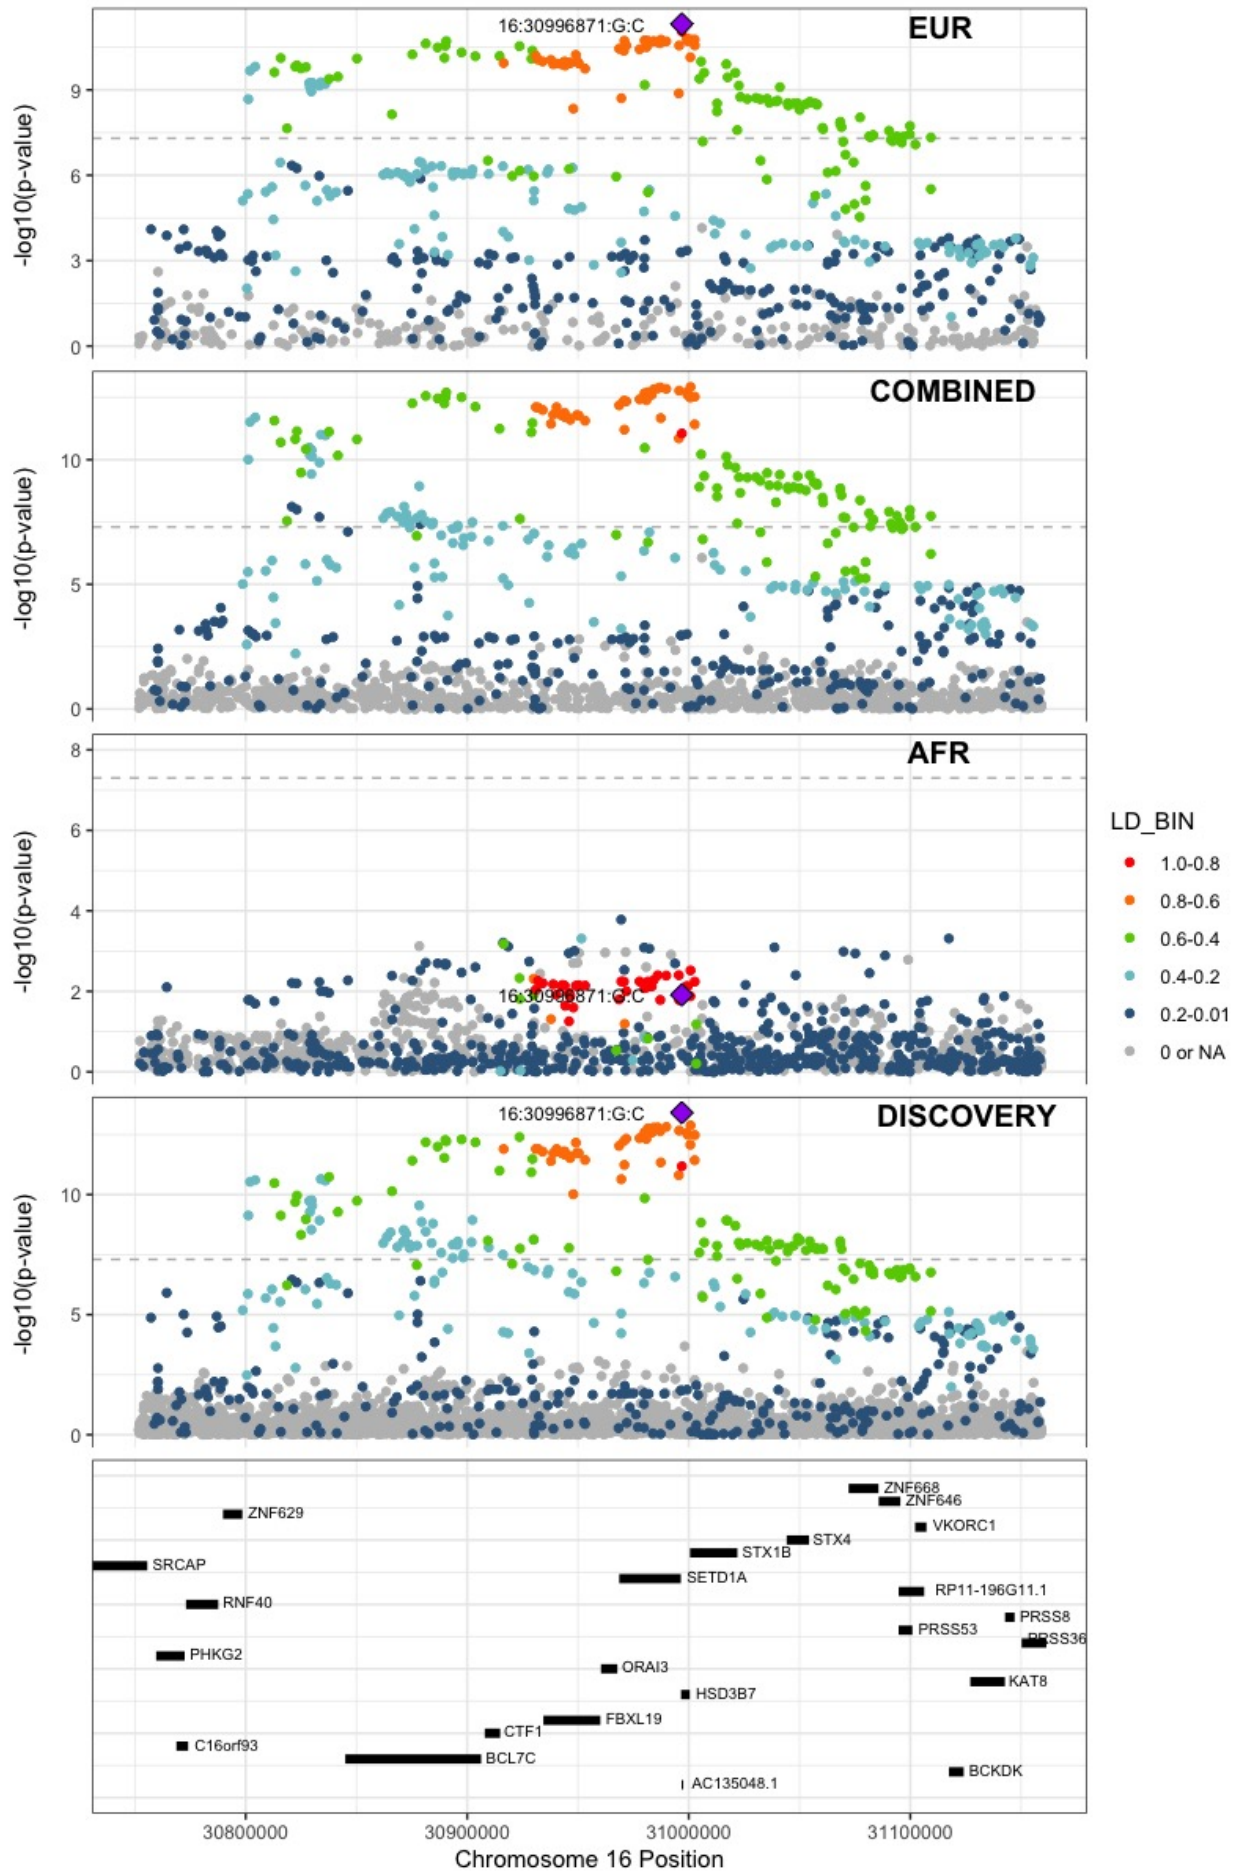 EUR
16:30996871:G:C
-log10(p-value)
9
6
3
0
COMBINED
-log10(p-value)
10
5
0
AFR
-log10(p-value)
8
6
4
2
0
16:30996871:G:C
LD_BIN
1.0-0.8
0.8-0.6
0.6-0.4
0.4-0.2
0.2-0.01
0 or NA
DISCOVERY
16:30996871:G:C
-log10(p-value)
10
5
0
ZNF668
ZNF646
ZNF629
VKORC1
STX4
STX1B
SRCAP
SETD1A
RP11-196G11.1
RNF40
PRSS8
PRSS53
PRSS36
PHKG2
ORAI3
KAT8
HSD3B7
FBXL19
CTF1
C16orf93
BCL7C
BCKDK
AC135048.1
30800000 30900000 31000000 31100000
Chromosome 16 Position